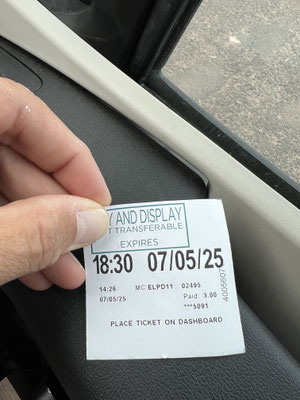 Y AND DISPLAY
T TRANSFERABLE
EXPIRES
18:30 07/05/25
14:26 MC:ELPD11 02495
07/05/25 Paid: 3.00
***5091
4005607
PLACE TICKET ON DASHBOARD